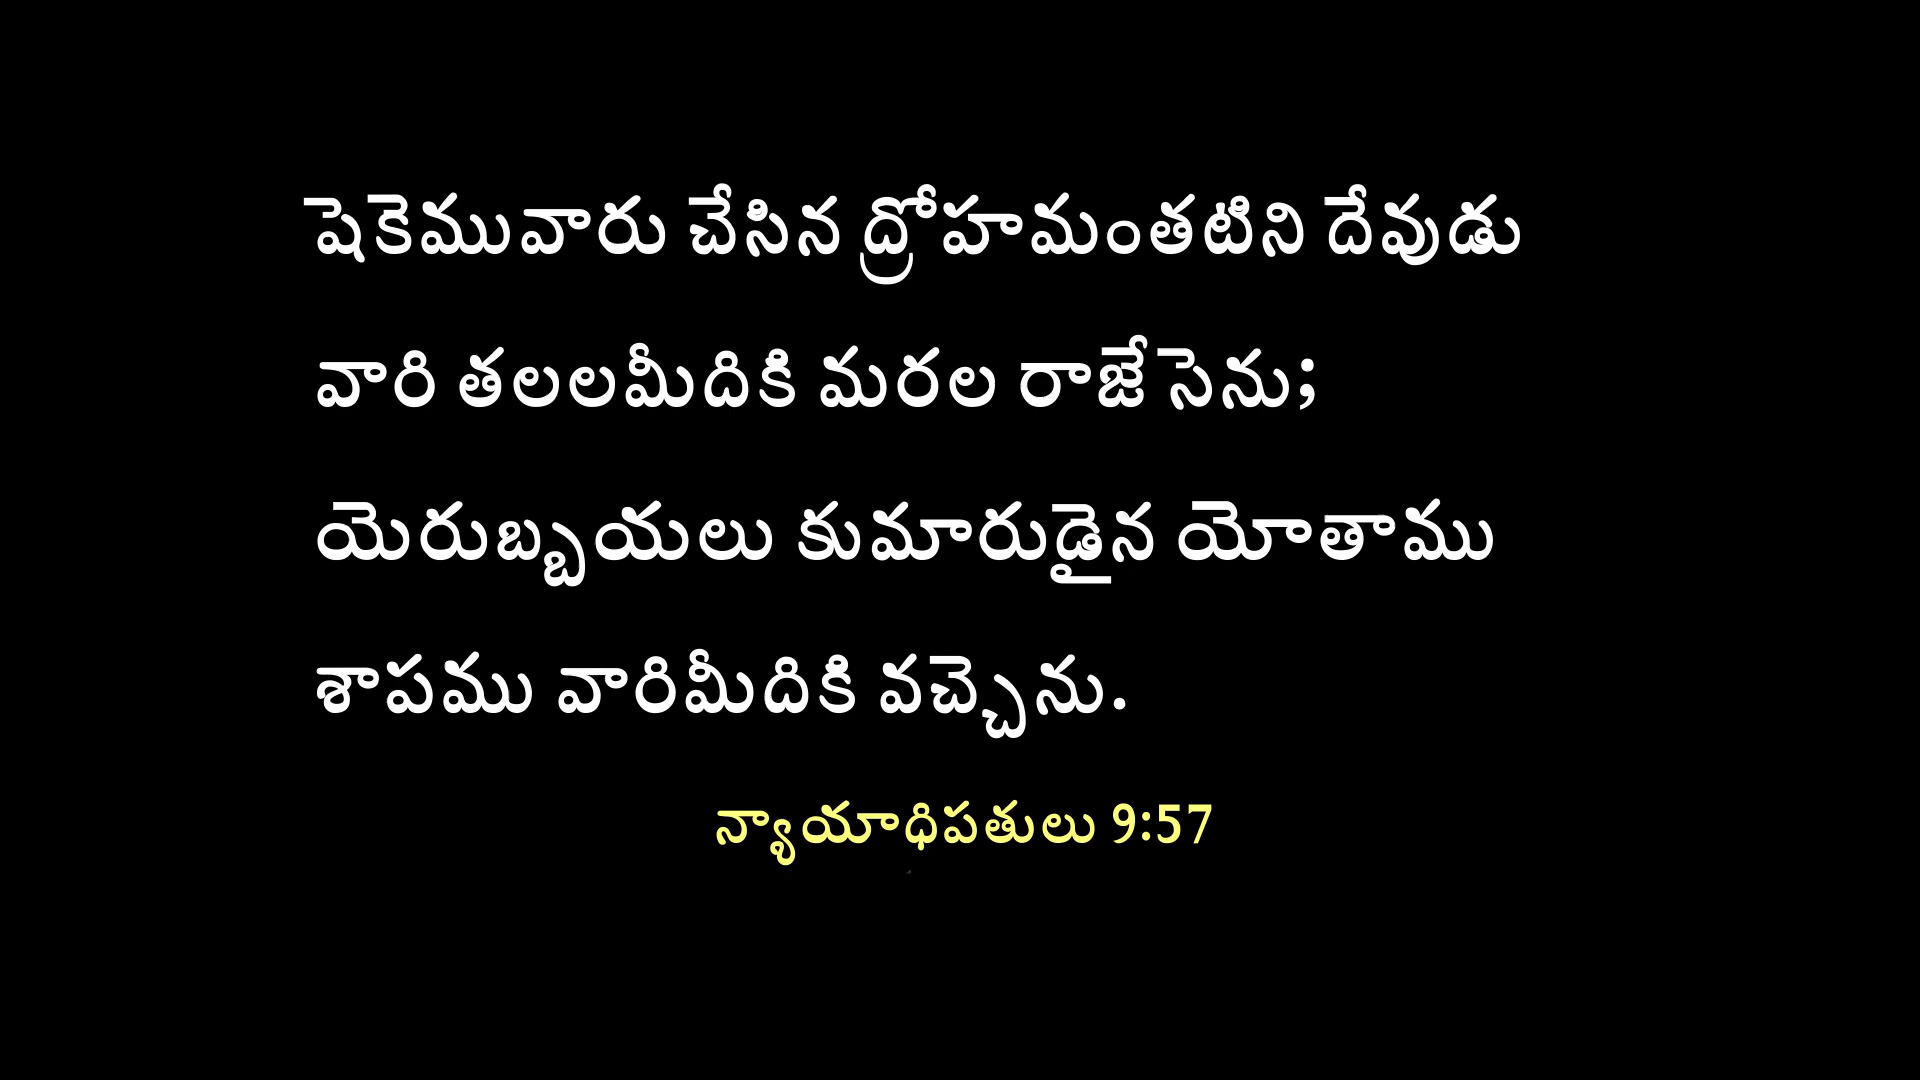 షెకెమువారు చేసిన ద్రోహమంతటిని దేవుడు
వారి తలలమీదికి మరల రాజేసెను;
యెరుబ్బయలు కుమారుడైన యోతాము
శాపము వారిమీదికి వచ్చెను.
న్యాయాధిపతులు 9:57